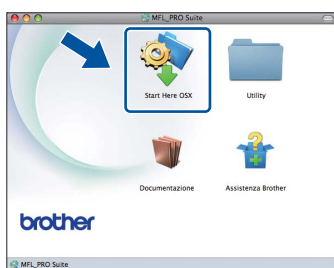 MFL_PRO Suite
Start Here OSX
Utility
Documentazione
Assistenza Brother
brother
MFL_PRO Suite